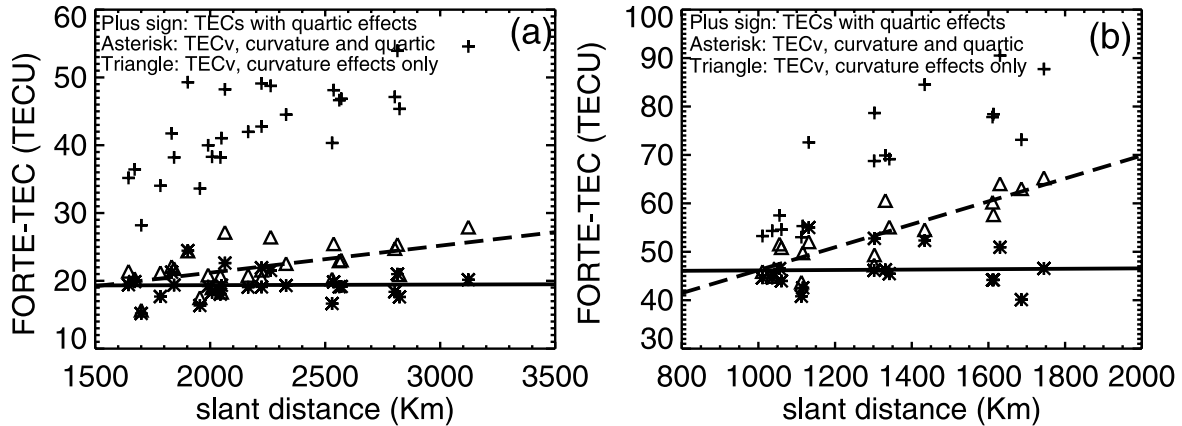 Plus sign: TECs with quartic effects
Asterisk: TECv, curvature and quartic
Triangle: TECv, curvature effects only
(a)
FORTE-TEC (TECU)
60
50
40
30
20
10
1500 2000 2500 3000 3500
slant distance (Km)
Plus sign: TECs with quartic effects
Asterisk: TECv, curvature and quartic
Triangle: TECv, curvature effects only
(b)
FORTE-TEC (TECU)
100
90
80
70
60
50
40
30
800 1000 1200 1400 1600 1800 2000
slant distance (Km)